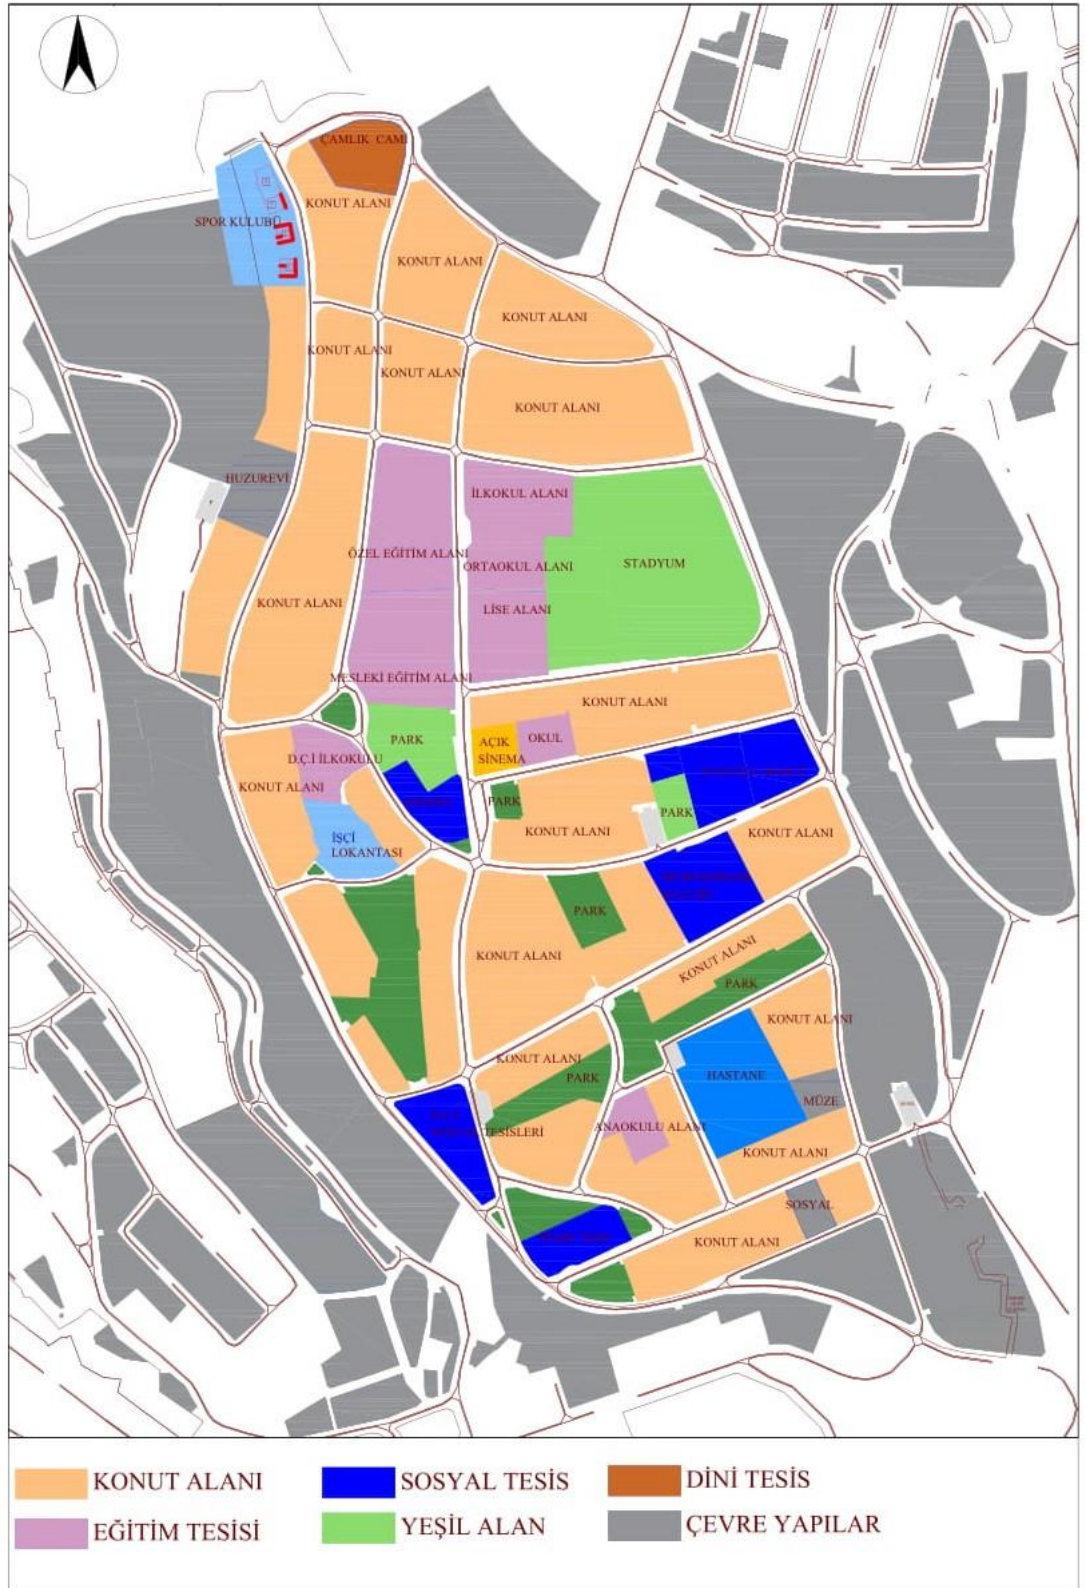 ÇAMLIK CAMİ
KONUT ALANI
SPOR KULUBÜ
KONUT ALANI
KONUT ALANI
KONUT ALANI
KONUT ALANI
KONUT ALANI
HUZUREVİ
İLKOKUL ALANI
ÖZEL EĞİTİM ALANI
ORTAOKUL ALANI
STADYUM
KONUT ALANI
LİSE ALANI
MESLEKİ EĞİTİM ALANI
KONUT ALANI
PARK
AÇIK
SİNEMA
OKUL
D.Ç.İ İLKOKULU
KONUT ALANI
PARK
PARK
KONUT ALANI
KONUT ALANI
İŞÇİ
LOKANTASI
PARK
KONUT ALANI
KONUT ALANI
PARK
KONUT ALANI
KONUT ALANI
PARK
HASTANE
MÜZE
TESİSLERİ
ANAOKULU ALANI
KONUT ALANI
SOSYAL
KONUT ALANI
KONUT ALANI
SOSYAL TESİS
DİNİ TESİS
EĞİTİM TESİSİ
YEŞİL ALAN
ÇEVRE YAPILAR